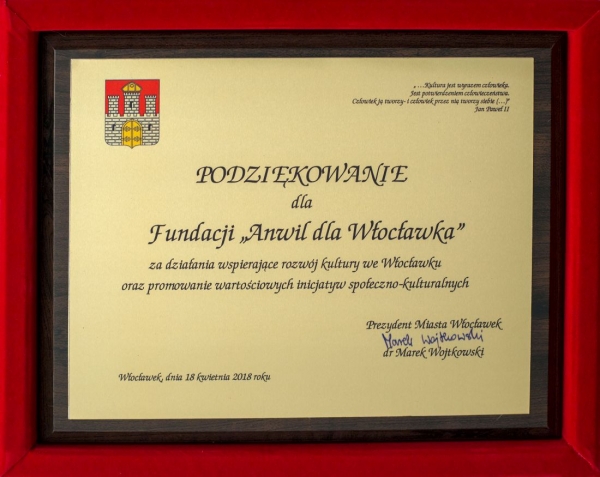 „ …Kultura jest wyrazem człowieka.
Jest potwierdzeniem człowieczeństwa.
Człowiek ją tworzy- i człowiek przez nią tworzy siebie […]”
Jan Paweł II
PODZIĘKOWANIE
dla
Fundacji „Anwil dla Włocławka”
za działania wspierające rozwój kultury we Włocławku
oraz promowanie wartościowych inicjatyw społeczno-kulturalnych
Prezydent Miasta Włocławek
Marek Wojtkowski
dr Marek Wojtkowski
Włocławek, dnia 18 kwietnia 2018 roku